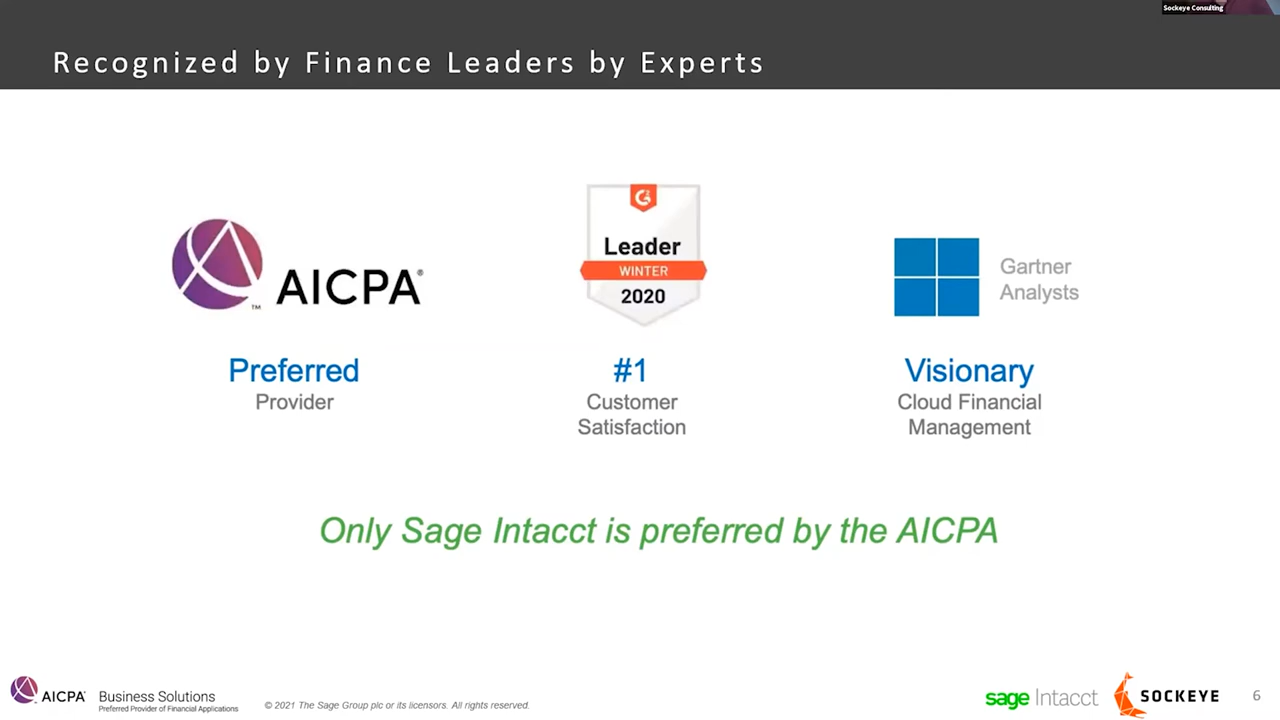 Sockeye Consulting
Recognized by Finance Leaders by Experts
AICPA®
™
Leader
WINTER
2020
Gartner
Analysts
Preferred
Provider
#1
Customer
Satisfaction
Visionary
Cloud Financial
Management
Only Sage Intacct is preferred by the AICPA
AICPA® Business Solutions
Preferred Provider of Financial Applications
© 2021 The Sage Group plc or its licensors. All rights reserved.
sage Intacct
SOCKEYE
6